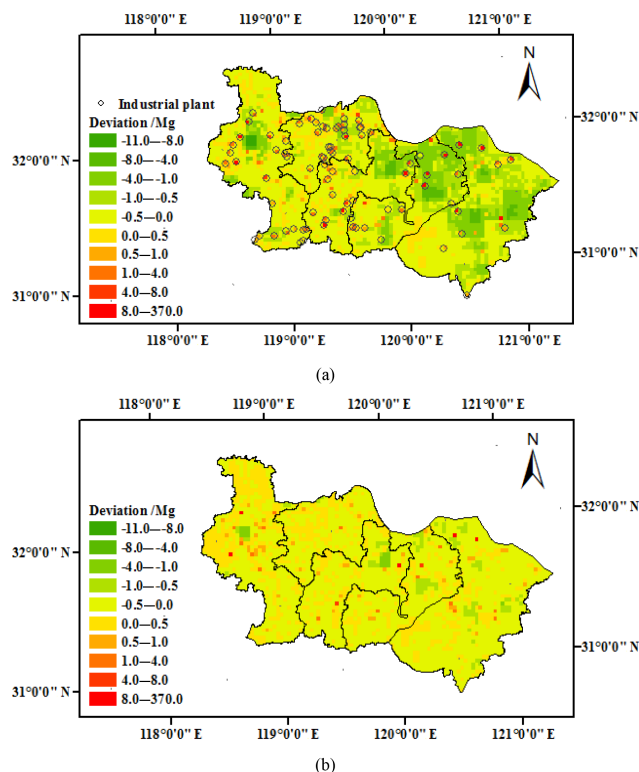 118°0'0" E 119°0'0" E 120°0'0" E 121°0'0" E
N
Industrial plant
Deviation /Mg
-11.0—-8.0
-8.0—-4.0
-4.0—-1.0
-1.0—-0.5
-0.5—0.0
0.0—0.5
0.5—1.0
1.0—4.0
4.0—8.0
8.0—370.0
32°0'0" N
32°0'0" N
31°0'0" N
31°0'0" N
118°0'0" E 119°0'0" E 120°0'0" E 121°0'0" E
(a)
118°0'0" E 119°0'0" E 120°0'0" E 121°0'0" E
N
Deviation /Mg
-11.0—-8.0
-8.0—-4.0
-4.0—-1.0
-1.0—-0.5
-0.5—0.0
0.0—0.5
0.5—1.0
1.0—4.0
4.0—8.0
8.0—370.0
32°0'0" N
32°0'0" N
31°0'0" N
31°0'0" N
118°0'0" E 119°0'0" E 120°0'0" E 121°0'0" E
(b)